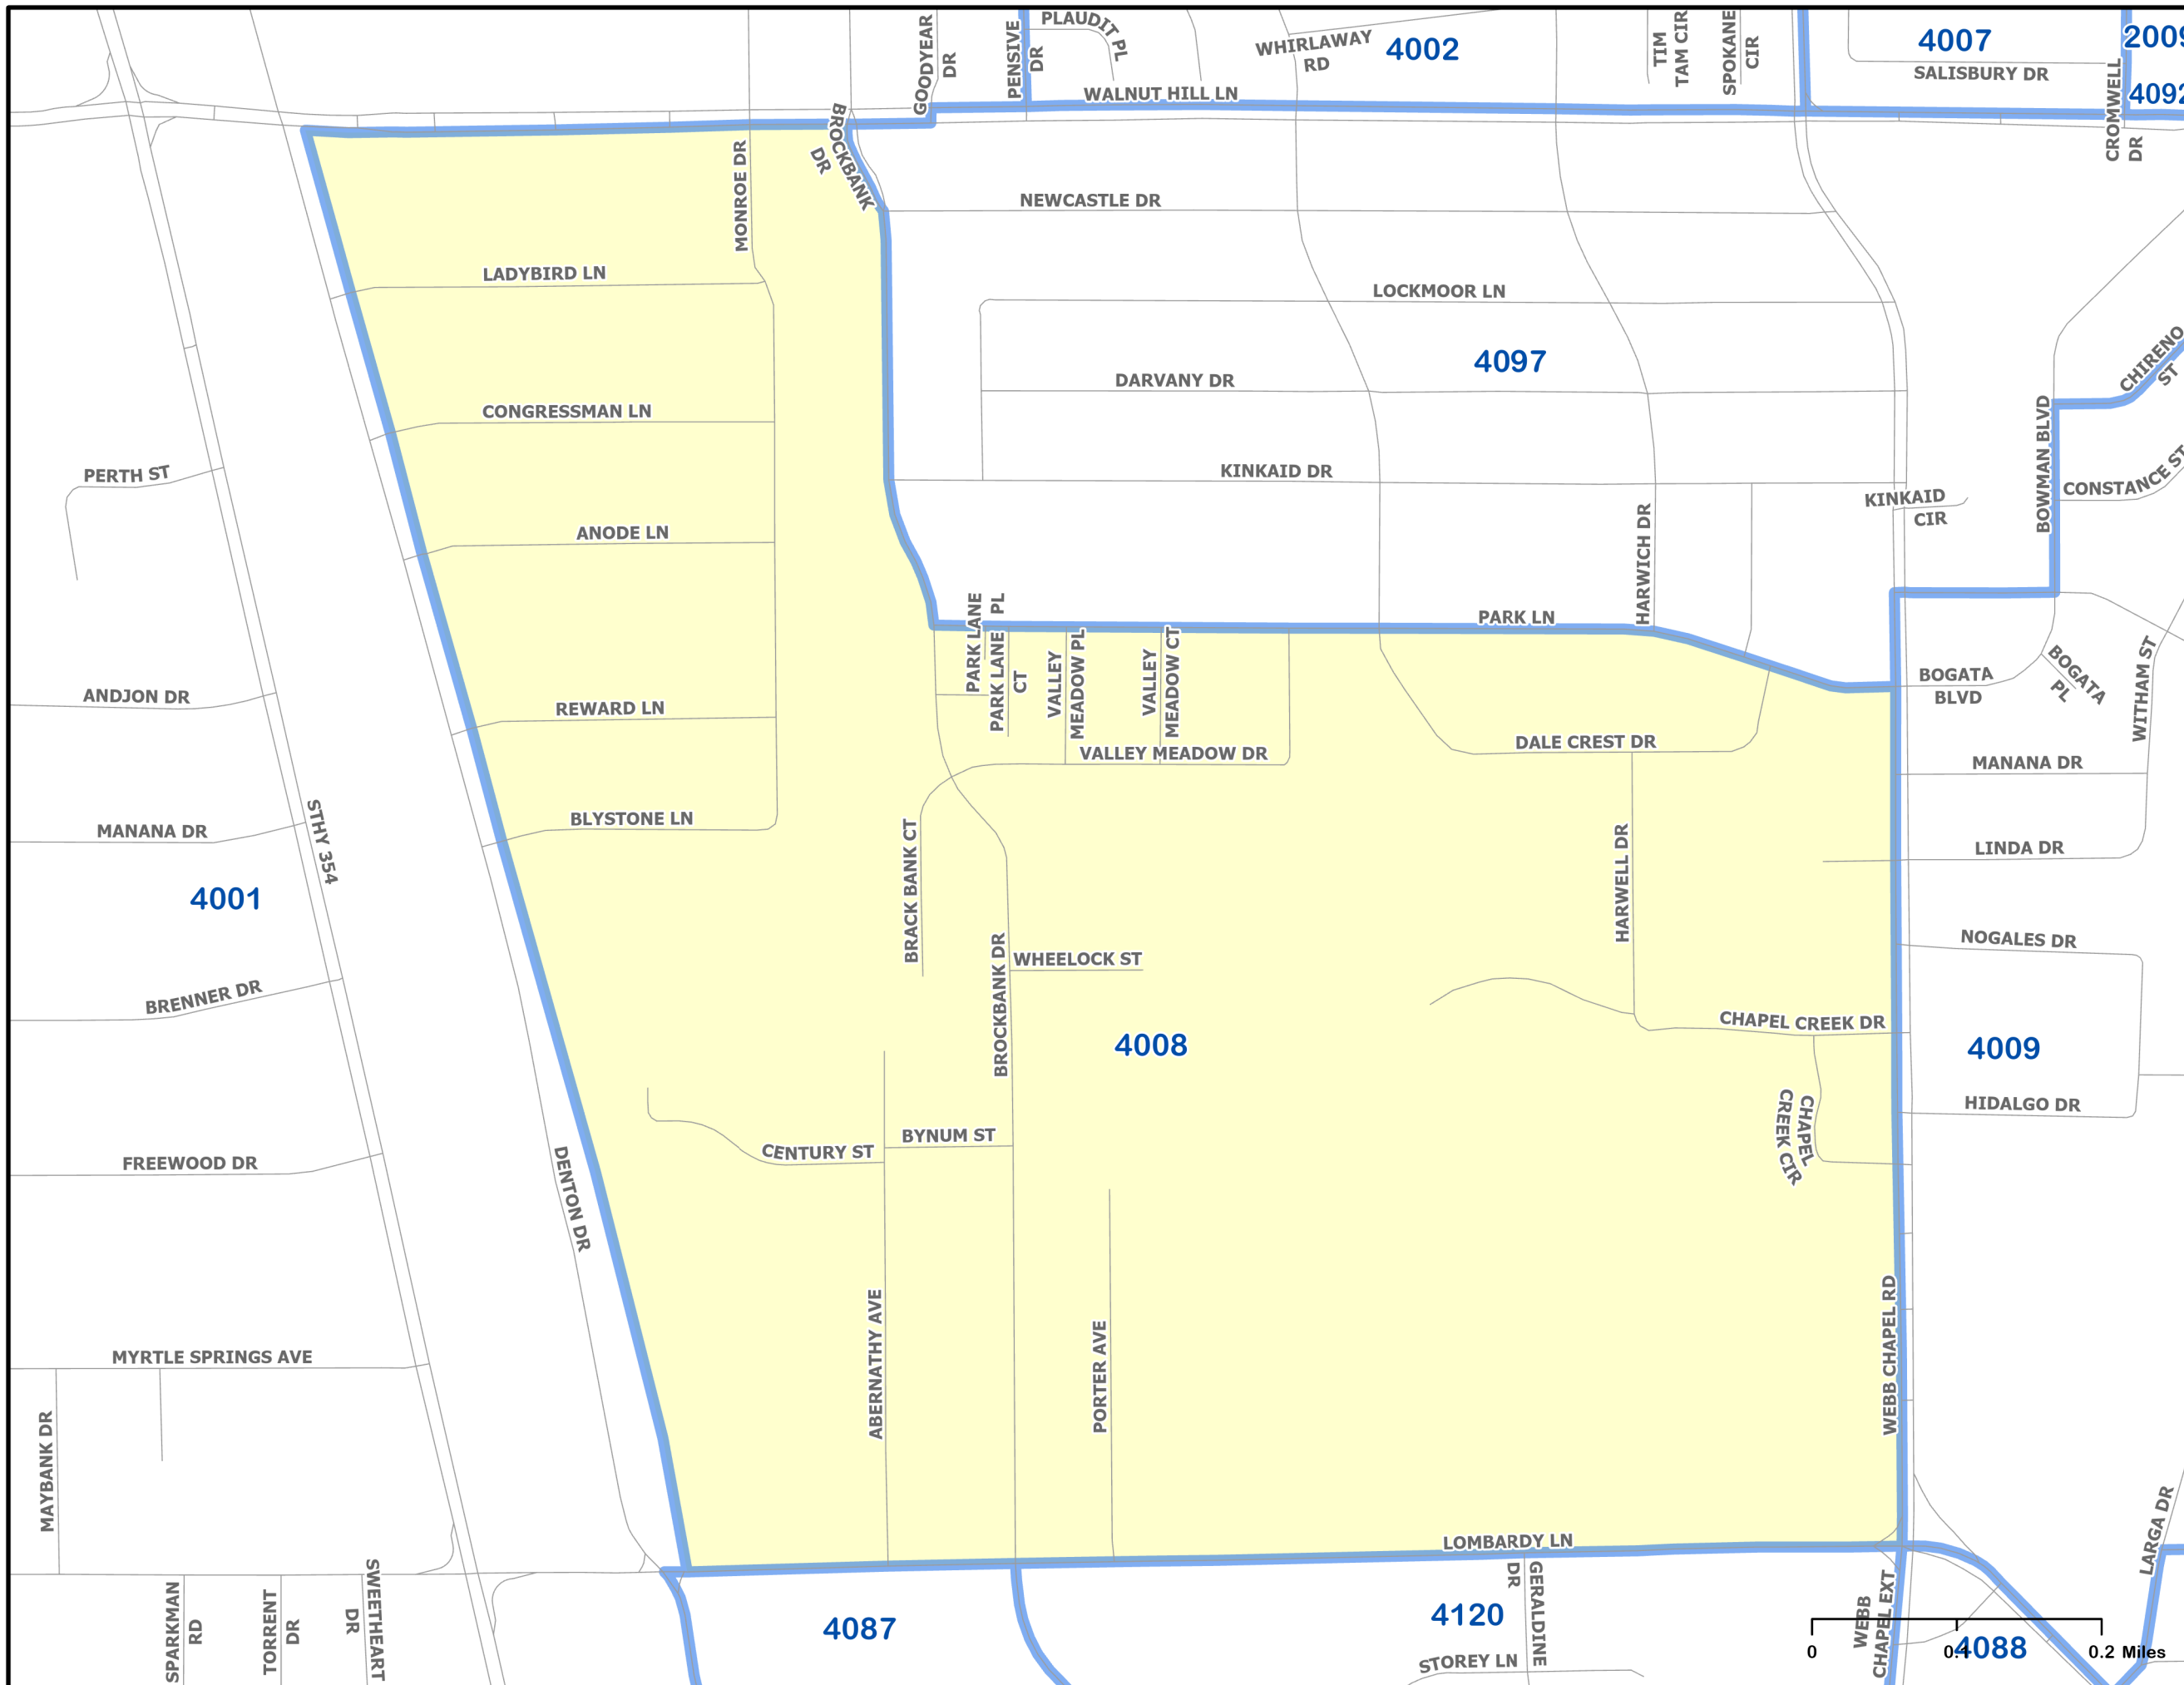 GOODYEAR
DR
PENSIVE
DR
PLAUDIT PL
WHIRLAWAY
RD
4002
TIM
TAM CIR
SPOKANE
CIR
4007
SALISBURY DR
CROMWELL
DR
4092
WALNUT HILL LN
BROCKBANK
DR
MONROE DR
NEWCASTLE DR
LADYBIRD LN
LOCKMOOR LN
CHIRENO
ST
4097
DARVANY DR
CONGRESSMAN LN
BOWMAN BLVD
PERTH ST
KINKAID DR
KINKAID
CIR
CONSTANCE ST
ANODE LN
HARWICH DR
PARK LN
PARK LANE
PL
PARK LANE
CT
VALLEY
MEADOW PL
VALLEY
MEADOW CT
BOGATA
BLVD
BOGATA
PL
WITHAM ST
ANDJON DR
REWARD LN
VALLEY MEADOW DR
DALE CREST DR
MANANA DR
STHY 354
MANANA DR
BLYSTONE LN
LINDA DR
BRACK BANK CT
HARWELL DR
4001
NOGALES DR
WHEELOCK ST
BROCKBANK DR
BRENNER DR
CHAPEL CREEK DR
4008
4009
CHAPEL
CREEK CIR
HIDALGO DR
BYNUM ST
CENTURY ST
FREEWOOD DR
DENTON DR
WEBB CHAPEL RD
ABERNATHY AVE
PORTER AVE
MYRTLE SPRINGS AVE
MAYBANK DR
LOMBARDY LN
LARGA DR
SPARKMAN
RD
TORRENT
DR
SWEETHEART
DR
GERALDINE
DR
WEBB
CHAPEL EXT
4087
4120
4088
STOREY LN
0
0.1
0.2 Miles